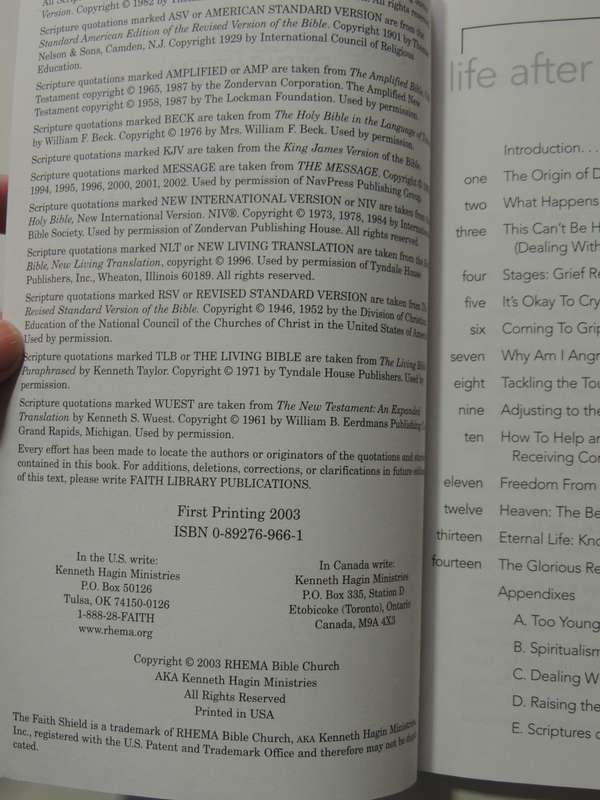 Version. Copyright © 1982 by
Scripture quotations marked ASV or AMERICAN STANDARD VERSION are from the
Standard American Edition of the Revised Version of the Bible. Copyright 1901 by
Nelson & Sons, Camden, N.J. Copyright 1929 by International Council of Religious
Education.
Scripture quotations marked AMPLIFIED or AMP are taken from The Amplified Bible,
Testament copyright © 1965, 1987 by the Zondervan Corporation. The Amplified New
Testament copyright © 1958, 1987 by The Lockman Foundation. Used by permission.
Scripture quotations marked BECK are taken from The Holy Bible in the Language of
by William F. Beck. Copyright © 1976 by Mrs. William F. Beck. Used by permission.
Scripture quotations marked KJV are taken from the King James Version of the Bible.
Scripture quotations marked MESSAGE are taken from THE MESSAGE. Copyright ©
1994, 1995, 1996, 2000, 2001, 2002. Used by permission of NavPress Publishing Group.
Scripture quotations marked NEW INTERNATIONAL VERSION or NIV are taken from
Holy Bible, New International Version. NIV®. Copyright © 1973, 1978, 1984 by
Bible Society. Used by permission of Zondervan Publishing House. All rights reserved.
Scripture quotations marked NLT or NEW LIVING TRANSLATION are taken from the
Bible, New Living Translation, copyright © 1996. Used by permission of Tyndale House
Publishers, Inc., Wheaton, Illinois 60189. All rights reserved.
Scripture quotations marked RSV or REVISED STANDARD VERSION are taken from
Revised Standard Version of the Bible. Copyright © 1946, 1952 by the Division of Christian
Education of the National Council of the Churches of Christ in the United States of
Used by permission.
Scripture quotations marked TLB or THE LIVING BIBLE are taken from The Living
Paraphrased by Kenneth Taylor. Copyright © 1971 by Tyndale House Publishers. Used by
permission.
Scripture quotations marked WUEST are taken from The New Testament: An Expanded
Translation by Kenneth S. Wuest. Copyright © 1961 by William B. Eerdmans Publishing
Grand Rapids, Michigan. Used by permission.
Every effort has been made to locate the authors or originators of the quotations and
contained in this book. For additions, deletions, corrections, or clarifications in future
of this text, please write FAITH LIBRARY PUBLICATIONS.
First Printing 2003
ISBN 0-89276-966-1
In the U.S. write:
Kenneth Hagin Ministries
P.O. Box 50126
Tulsa, OK 74150-0126
1-888-28-FAITH
www.rhema.org
In Canada write:
Kenneth Hagin Ministries
P.O. Box 335, Station D
Etobicoke (Toronto), Ontario
Canada, M9A 4X3
Copyright © 2003 RHEMA Bible Church
AKA Kenneth Hagin Ministries
All Rights Reserved
Printed in USA
The Faith Shield is a trademark of RHEMA Bible Church, AKA Kenneth Hagin Ministries,
Inc., registered with the U.S. Patent and Trademark Office and therefore may not be
cated.
life after
Introduction...
one The Origin of D
two What Happens
three This Can't Be H
(Dealing With
four Stages: Grief Re
five It's Okay To Cry
six Coming To Grip
seven Why Am I Angr
eight Tackling the Tou
nine Adjusting to the
ten How To Help an
Receiving Con
eleven Freedom From
twelve Heaven: The Be
thirteen Eternal Life: Kno
fourteen The Glorious Re
Appendixes
A. Too Young
B. Spiritualism
C. Dealing W
D. Raising the
E. Scriptures o